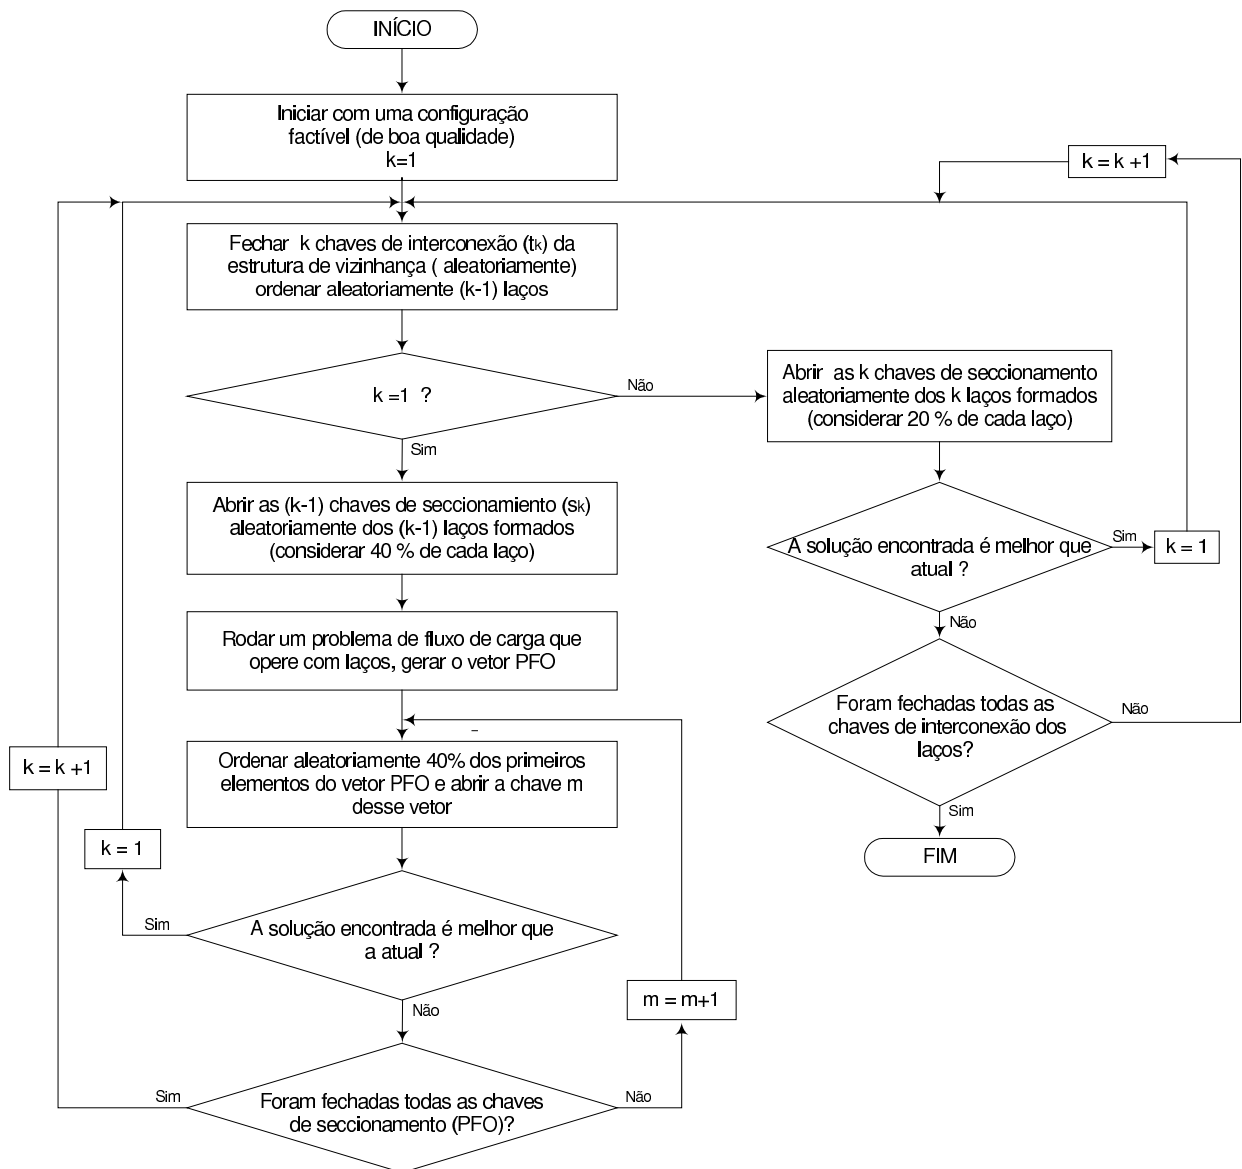 INÍCIO
Iniciar com uma configuração
factível (de boa qualidade)
k=1
k = k +1
Fechar k chaves de interconexão (tk) da
estrutura de vizinhança ( aleatoriamente)
ordenar aleatoriamente (k-1) laços
k =1 ?
Não
Sim
Abrir as k chaves de seccionamento
aleatoriamente dos k laços formados
(considerar 20 % de cada laço)
Abrir as (k-1) chaves de seccionamiento (sk)
aleatoriamente dos (k-1) laços formados
(considerar 40 % de cada laço)
A solução encontrada é melhor que
atual ?
Sim
k = 1
Não
Rodar um problema de fluxo de carga que
opere com laços, gerar o vetor PFO
Foram fechadas todas as
chaves de interconexão dos
laços?
Não
Sim
FIM
Ordenar aleatoriamente 40% dos primeiros
elementos do vetor PFO e abrir a chave m
desse vetor
k = k +1
k = 1
A solução encontrada é melhor que
a atual ?
Sim
Não
m = m+1
Foram fechadas todas as chaves
de seccionamento (PFO)?
Sim
Não